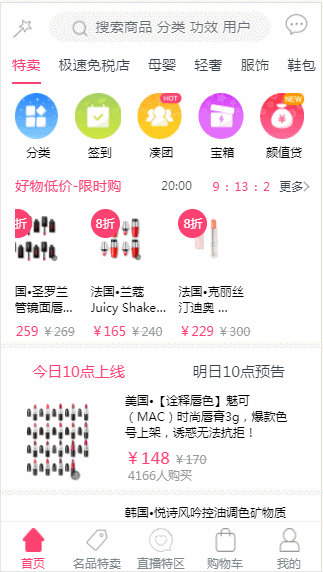 搜索商品 分类 功效 用户
特卖 极速免税店 母婴 轻奢 服饰 鞋包
HOT NEW
分类 签到 凑团 宝箱 颜值贷
好物低价-限时购 20:00 9 : 13 : 2 更多>
8折 8折 8折
国•圣罗兰 法国•兰蔻 法国•克丽丝
管镜面唇... Juicy Shake... 汀迪奥 ...
259 ¥269 ¥165 ¥240 ¥229 ¥300
今日10点上线 明日10点预告
美国•【诠释唇色】魅可
（MAC）时尚唇膏3g，爆款色
号上架，诱惑无法抗拒！
¥148 ¥170
4166人购买
韩国•悦诗风吟控油调色矿物质
首页 名品特卖 直播特区 购物车 我的